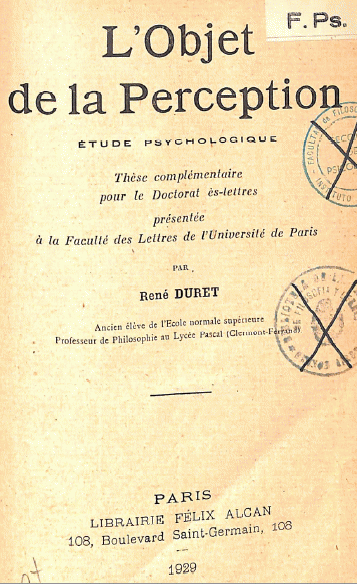 F. Ps.
L'Objet
de la Perception
ÉTUDE PSYCHOLOGIQUE
Thèse complémentaire
pour le Doctorat ès-lettres
présentée
à la Faculté des Lettres de l'Université de Paris
PAR
René DURET
Ancien élève de l'Ecole normale supérieure
Professeur de Philosophie au Lycée Pascal (Clermont-Ferrand)
PARIS
LIBRAIRIE FÉLIX ALCAN
108, Boulevard Saint-Germain, 108
1929